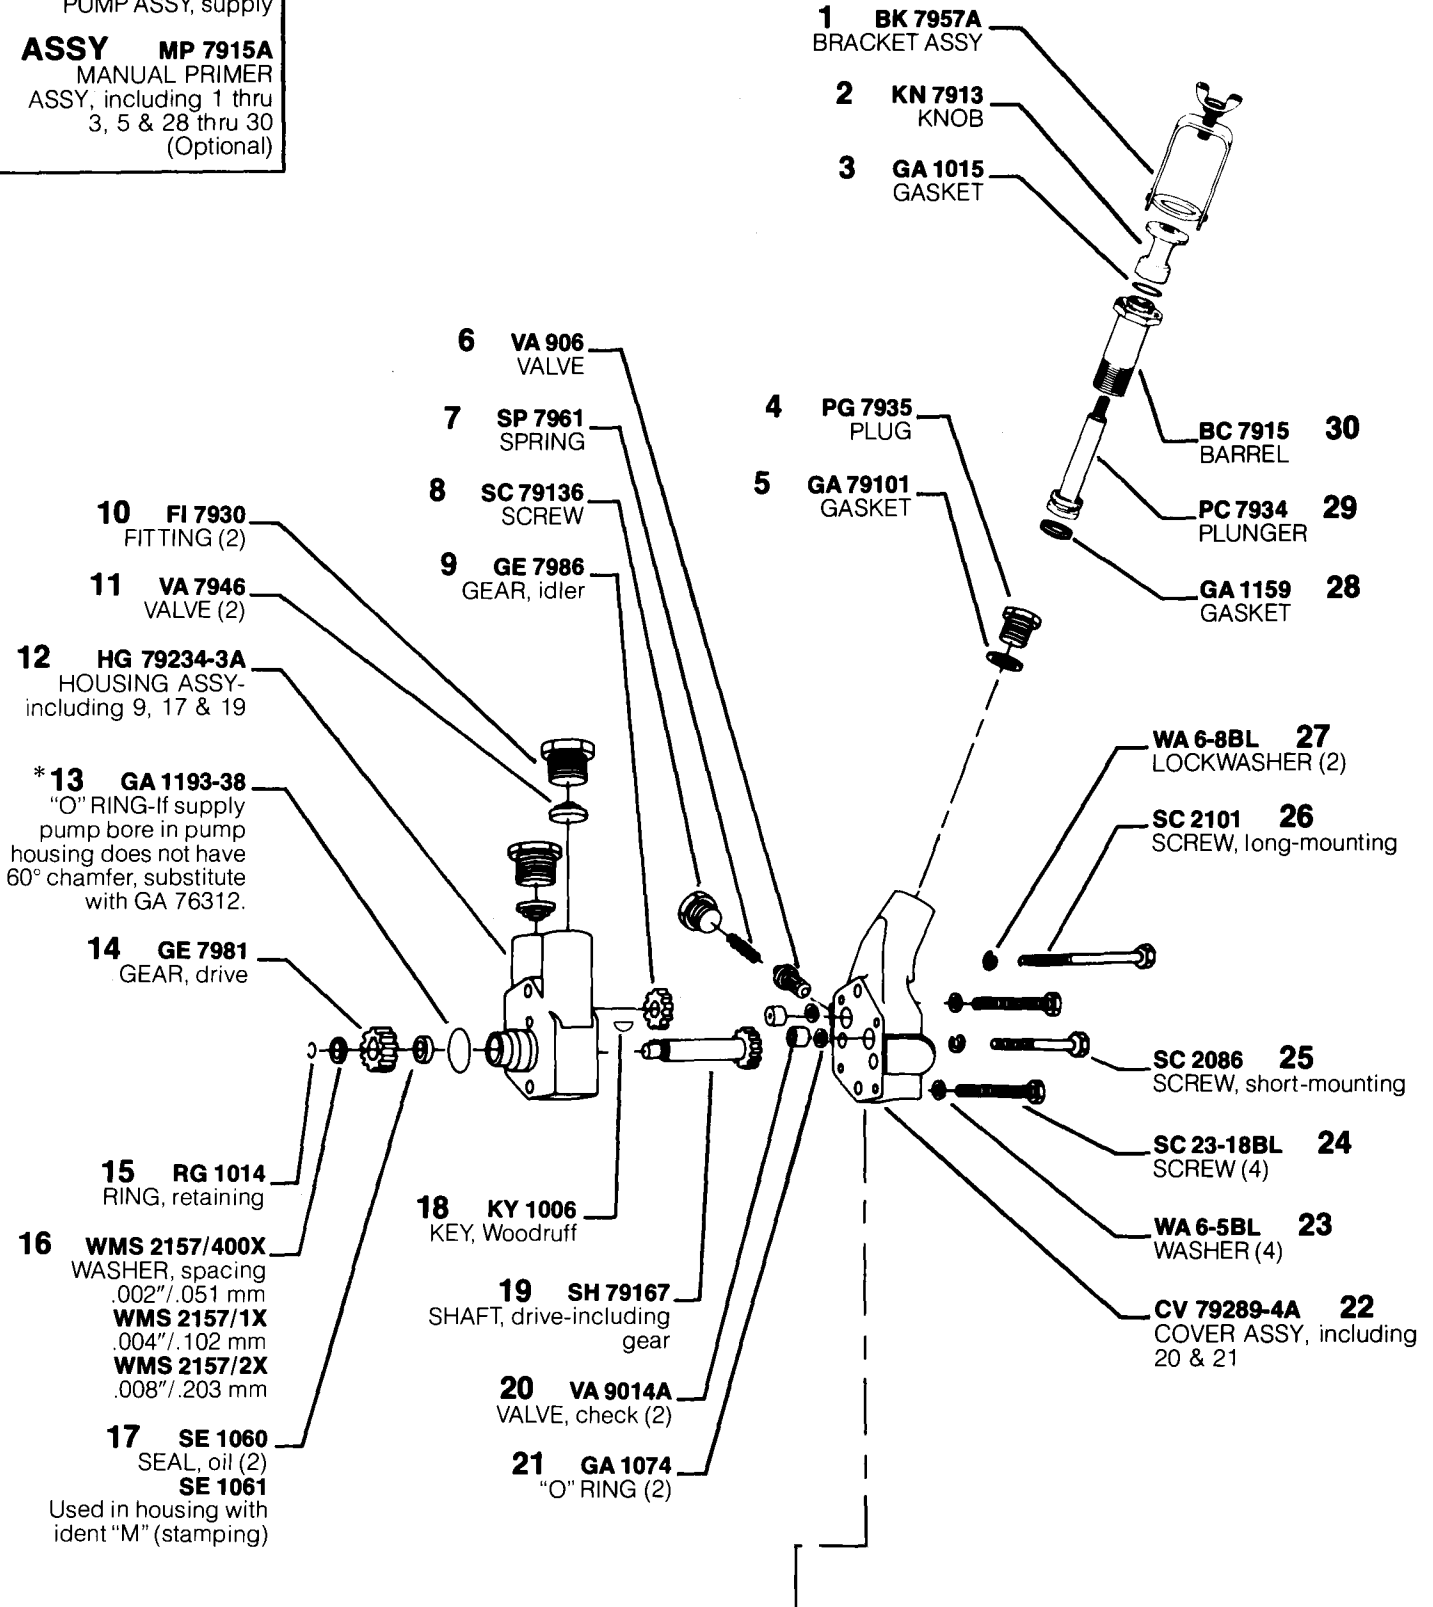 PUMP ASSY, supply
ASSY MP 7915A
MANUAL PRIMER
ASSY, including 1 thru
3, 5 & 28 thru 30
(Optional)
1 BK 7957A
BRACKET ASSY
2 KN 7913
KNOB
3 GA 1015
GASKET
4 PG 7935
PLUG
5 GA 79101
GASKET
6 VA 906
VALVE
7 SP 7961
SPRING
8 SC 79136
SCREW
9 GE 7986
GEAR, idler
10 FI 7930
FITTING (2)
11 VA 7946
VALVE (2)
12 HG 79234-3A
HOUSING ASSY-
including 9, 17 & 19
*13 GA 1193-38
"O" RING-If supply
pump bore in pump
housing does not have
60° chamfer, substitute
with GA 76312.
14 GE 7981
GEAR, drive
15 RG 1014
RING, retaining
16 WMS 2157/400X
WASHER, spacing
.002"/.051 mm
WMS 2157/1X
.004"/.102 mm
WMS 2157/2X
.008"/.203 mm
17 SE 1060
SEAL, oil (2)
SE 1061
Used in housing with
ident "M" (stamping)
18 KY 1006
KEY, Woodruff
19 SH 79167
SHAFT, drive-including
gear
20 VA 9014A
VALVE, check (2)
21 GA 1074
"O" RING (2)
BC 7915 30
BARREL
PC 7934 29
PLUNGER
GA 1159 28
GASKET
WA 6-8BL 27
LOCKWASHER (2)
SC 2101 26
SCREW, long-mounting
SC 2086 25
SCREW, short-mounting
SC 23-18BL 24
SCREW (4)
WA 6-5BL 23
WASHER (4)
CV 79289-4A 22
COVER ASSY, including
20 & 21